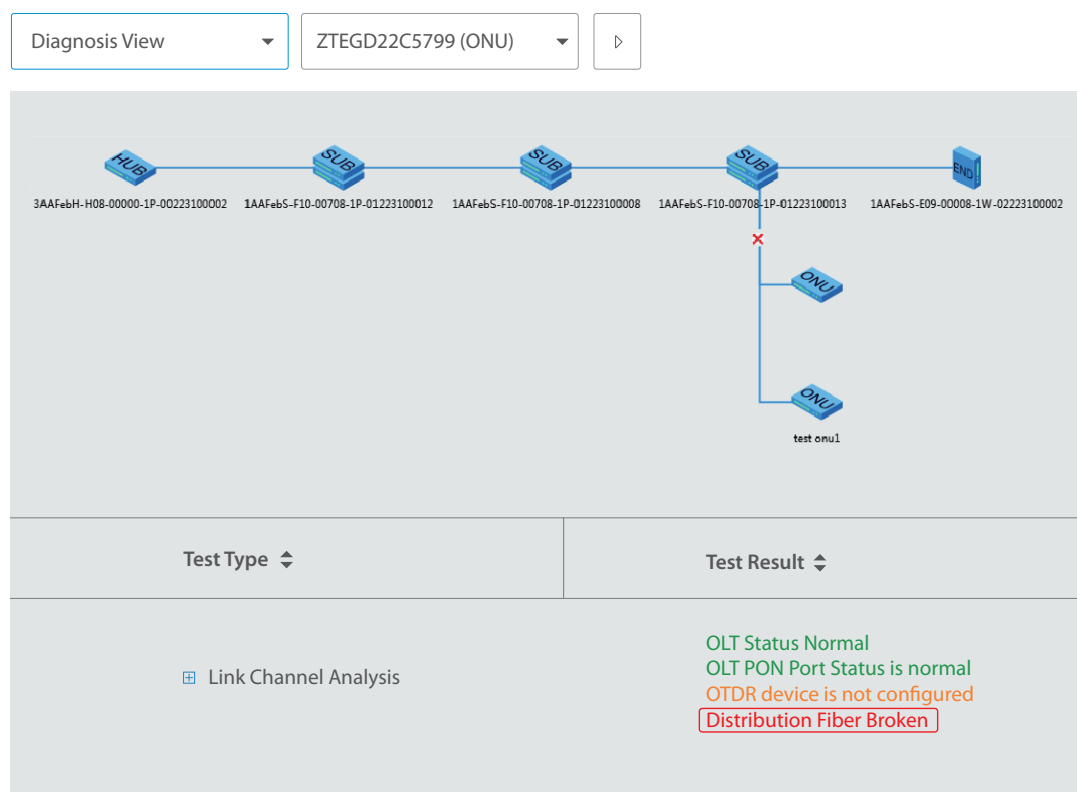 Diagnosis View
ZTEGD22C5799 (ONU)
HUB
SUB
SUB
SUB
END
3AAFebH-H08-00000-1P-00223100002
1AAFebS-F10-00708-1P-01223100012
1AAFebS-F10-00708-1P-01223100008
1AAFebS-F10-00708-1P-01223100013
1AAFebS-E09-00008-1W-02223100002
ONU
ONU
test onu1
Test Type
Test Result
Link Channel Analysis
OLT Status Normal
OLT PON Port Status is normal
OTDR device is not configured
Distribution Fiber Broken